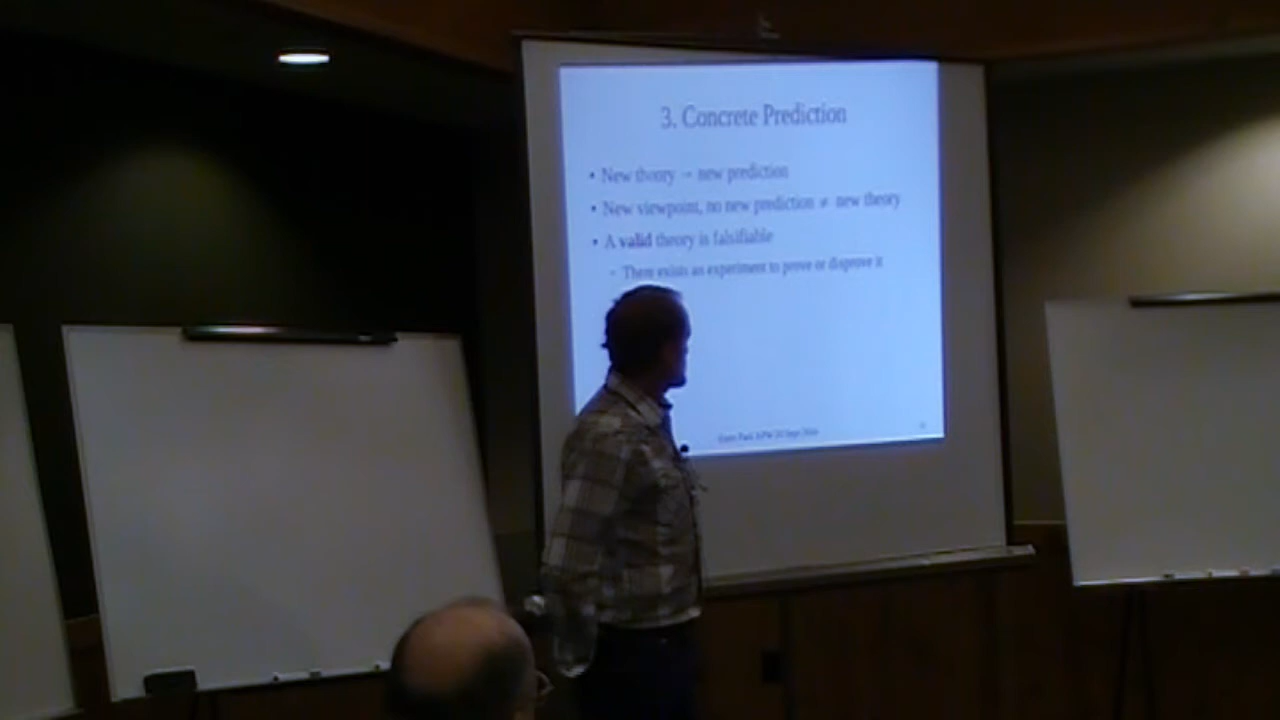 3. Concrete Prediction
• New theory → new prediction
• New viewpoint, no new prediction ≠ new theory
• A valid theory is falsifiable
– There exists an experiment to prove or disprove it